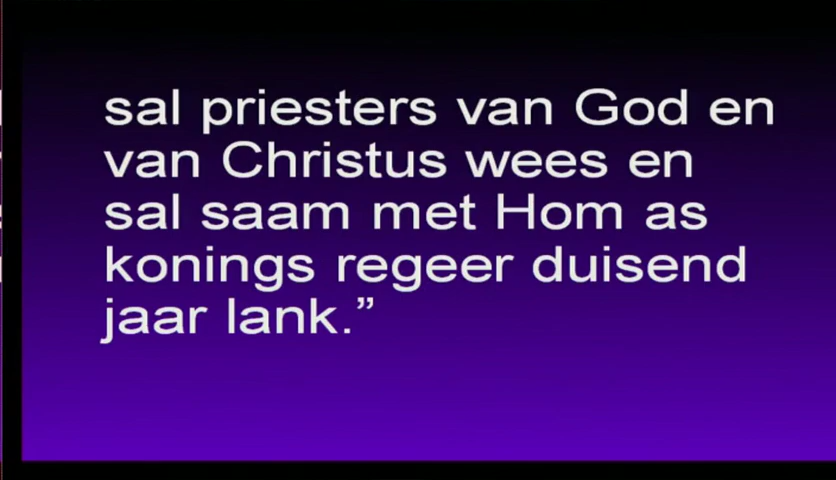 sal priesters van God en
van Christus wees en
sal saam met Hom as
konings regeer duisend
jaar lank.”